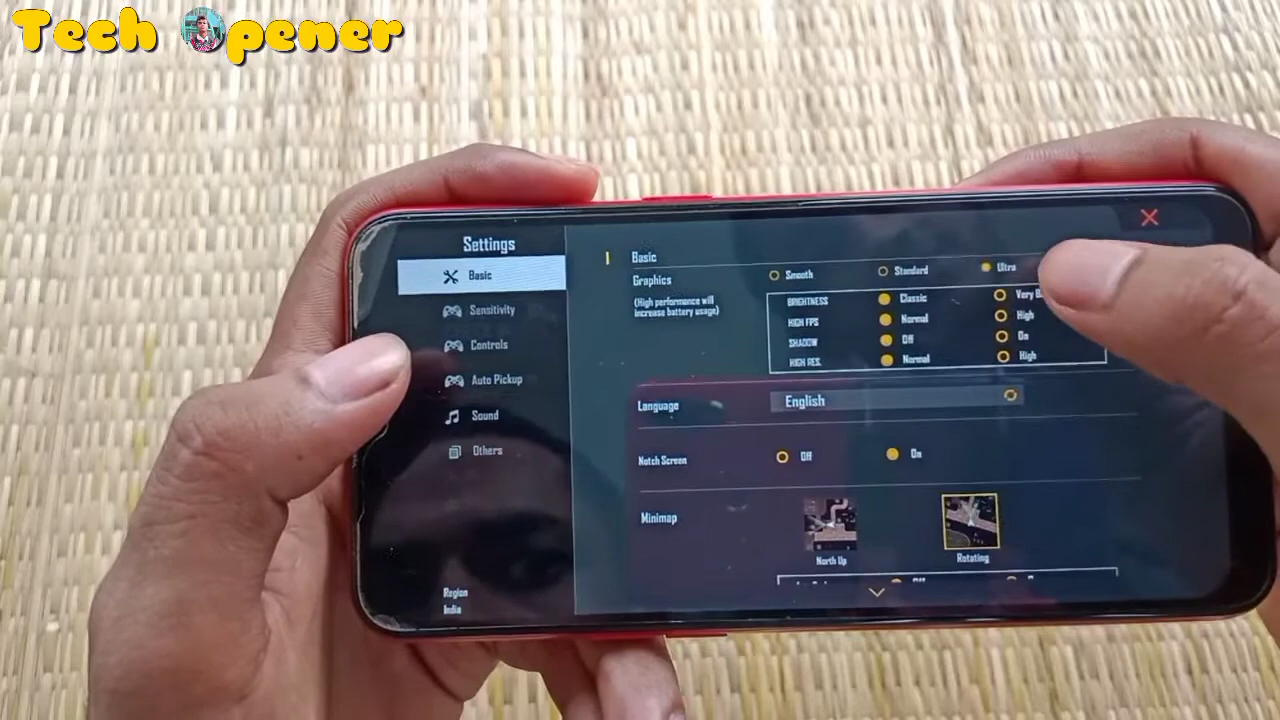 Tech Opener
Settings
Basic
Sensitivity
Controls
Auto Pickup
Sound
Others
Region
India
Basic
Graphics
(High performance will
increase battery usage)
Smooth
Standard
Ultra
BRIGHTNESS
Classic
Very
HIGH FPS
Normal
High
SHADOW
Off
On
HIGH RES.
Normal
High
Language
English
Notch Screen
Off
On
Minimap
North Up
Rotating